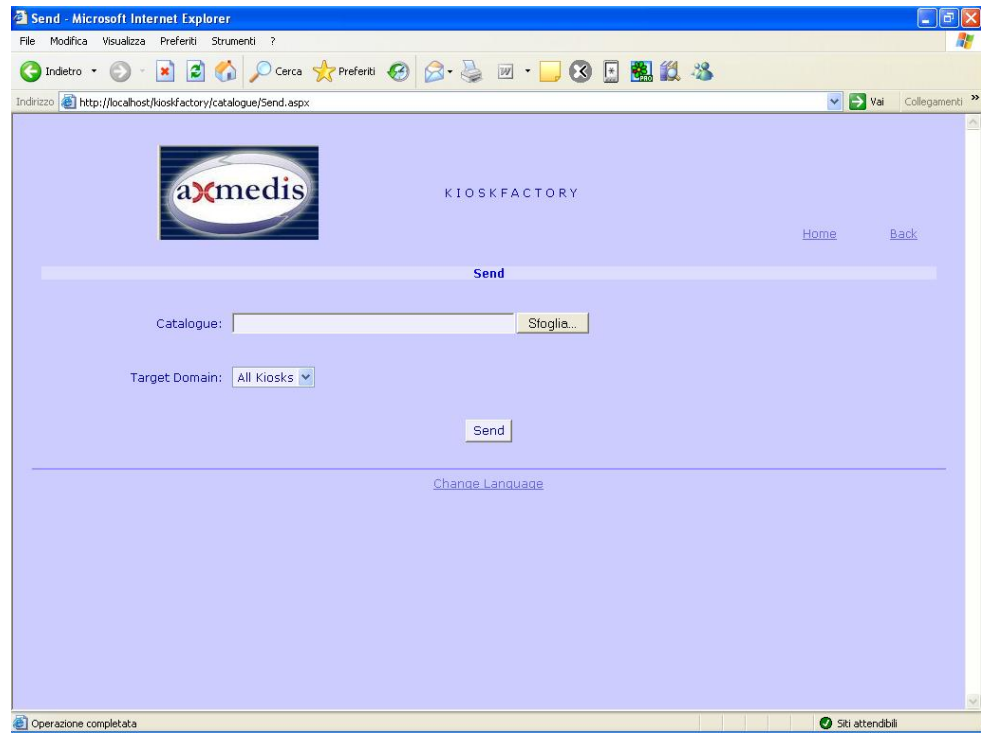 Send - Microsoft Internet Explorer
File Modifica Visualizza Preferiti Strumenti ?
Indietro Cerca Preferiti
Indirizzo http://localhost/kioskfactory/catalogue/Send.aspx Vai Collegamenti »
axmedis
KIOSKFACTORY
Home Back
Send
Catalogue: Sfoglia...
Target Domain: All Kiosks
Send
Change Language
Operazione completata Siti attendibili